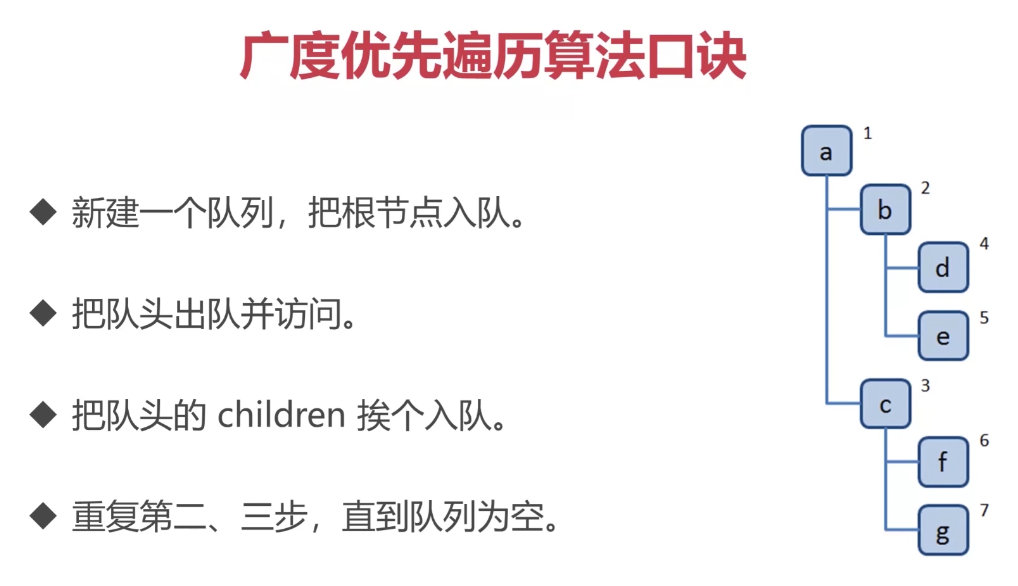 广度优先遍历算法口诀
◆ 新建一个队列，把根节点入队。
◆ 把队头出队并访问。
◆ 把队头的 children 挨个入队。
◆ 重复第二、三步，直到队列为空。
a 1
b 2
d 4
e 5
c 3
f 6
g 7